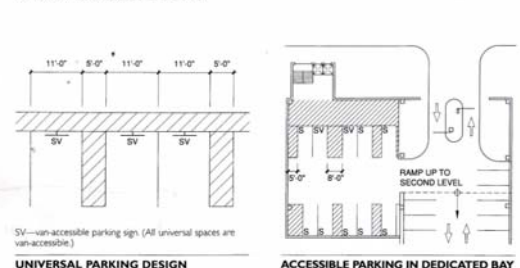 11'-0" 5'-0" 11'-0" 11'-0" 5'-0"
SV SV SV
SV—van-accessible parking sign. (All universal spaces are
van-accessible.)
UNIVERSAL PARKING DESIGN
S SV SV S S
5'-0" 8'-0"
RAMP UP TO
SECOND LEVEL
S S S S S
ACCESSIBLE PARKING IN DEDICATED BAY